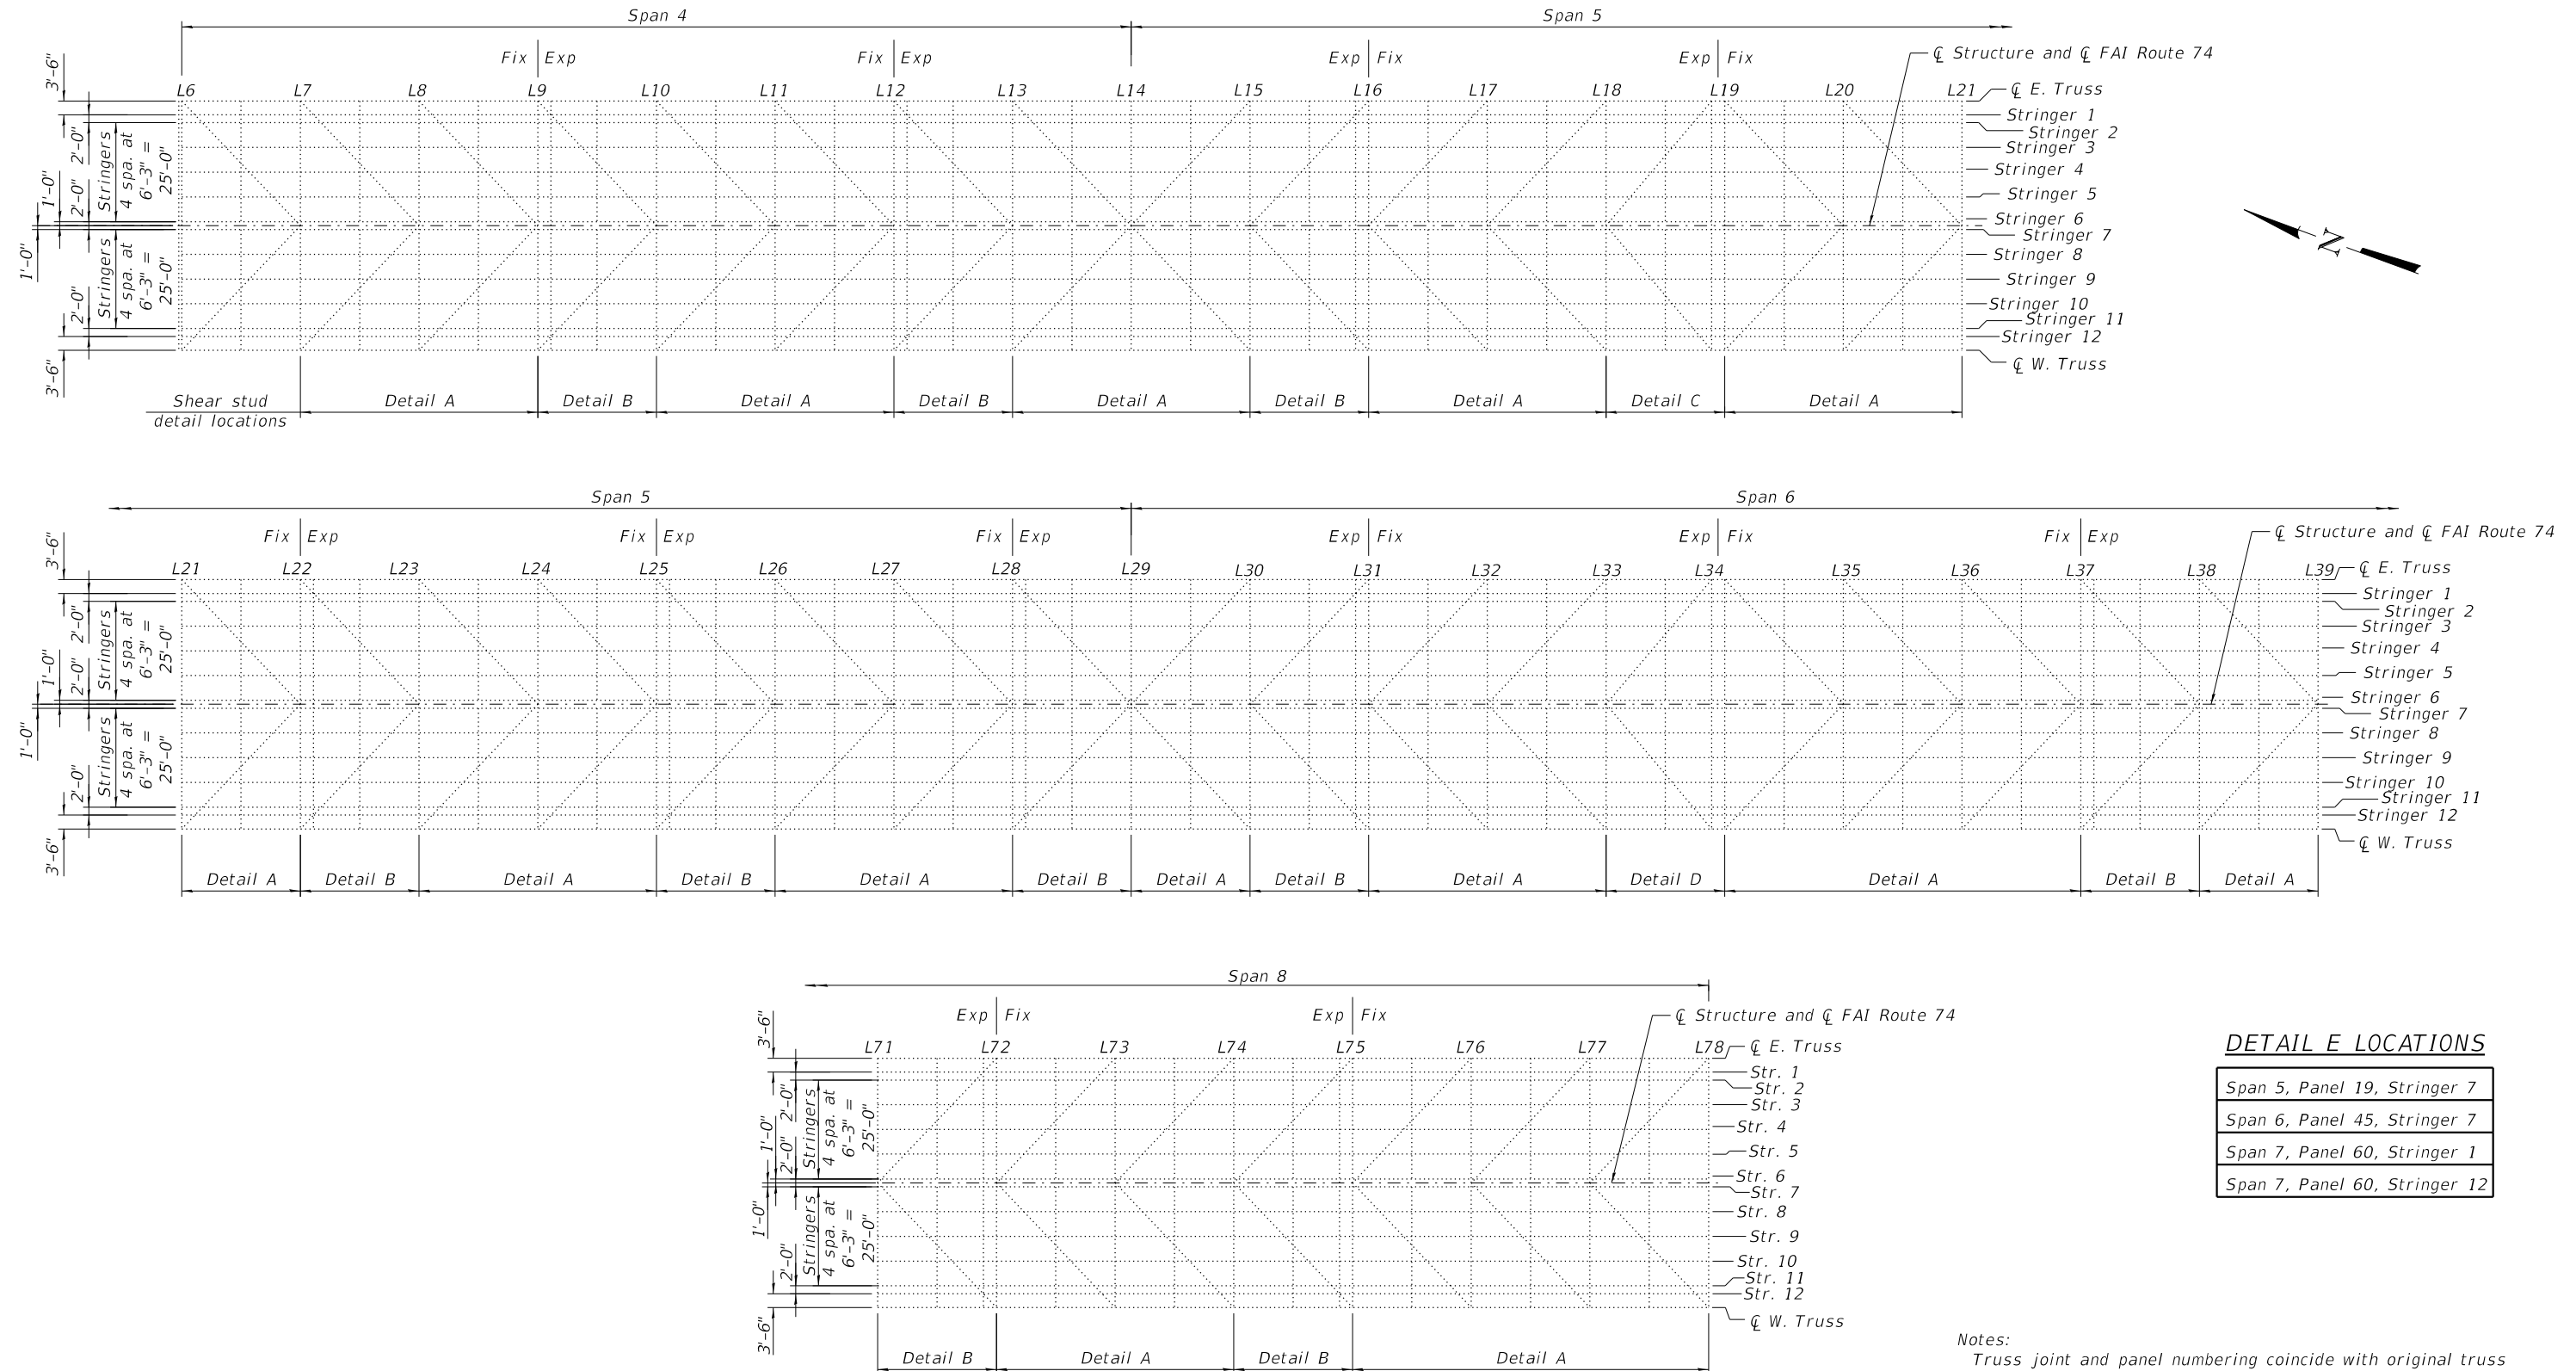 Span 4
Span 5
Fix Exp
Fix Exp
Exp Fix
Exp Fix
℄ Structure and ℄ FAI Route 74
L6 L7 L8 L9 L10 L11 L12 L13 L14 L15 L16 L17 L18 L19 L20 L21
℄ E. Truss
Stringer 1
Stringer 2
Stringer 3
Stringer 4
Stringer 5
Stringer 6
Stringer 7
Stringer 8
Stringer 9
Stringer 10
Stringer 11
Stringer 12
℄ W. Truss
3'-6"
2'-0"
Stringers
4 spa. at
6'-3" =
25'-0"
1'-0"
2'-0"
1'-0"
Stringers
4 spa. at
6'-3" =
25'-0"
2'-0"
3'-6"
N
Shear stud
detail locations
Detail A
Detail B
Detail A
Detail B
Detail A
Detail B
Detail A
Detail C
Detail A
Span 5
Span 6
Fix Exp
Fix Exp
Fix Exp
Exp Fix
Exp Fix
Fix Exp
℄ Structure and ℄ FAI Route 74
L21 L22 L23 L24 L25 L26 L27 L28 L29 L30 L31 L32 L33 L34 L35 L36 L37 L38 L39
℄ E. Truss
Stringer 1
Stringer 2
Stringer 3
Stringer 4
Stringer 5
Stringer 6
Stringer 7
Stringer 8
Stringer 9
Stringer 10
Stringer 11
Stringer 12
℄ W. Truss
3'-6"
2'-0"
Stringers
4 spa. at
6'-3" =
25'-0"
1'-0"
2'-0"
1'-0"
Stringers
4 spa. at
6'-3" =
25'-0"
2'-0"
3'-6"
Detail A
Detail B
Detail A
Detail B
Detail A
Detail B
Detail A
Detail B
Detail A
Detail D
Detail A
Detail B
Detail A
Span 8
Exp Fix
Exp Fix
℄ Structure and ℄ FAI Route 74
L71 L72 L73 L74 L75 L76 L77 L78
℄ E. Truss
Str. 1
Str. 2
Str. 3
Str. 4
Str. 5
Str. 6
Str. 7
Str. 8
Str. 9
Str. 10
Str. 11
Str. 12
℄ W. Truss
3'-6"
2'-0"
Stringers
4 spa. at
6'-3" =
25'-0"
1'-0"
2'-0"
1'-0"
Stringers
4 spa. at
6'-3" =
25'-0"
2'-0"
3'-6"
Detail B
Detail A
Detail B
Detail A
DETAIL E LOCATIONS
Span 5, Panel 19, Stringer 7
Span 6, Panel 45, Stringer 7
Span 7, Panel 60, Stringer 1
Span 7, Panel 60, Stringer 12
Notes:
Truss joint and panel numbering coincide with original truss